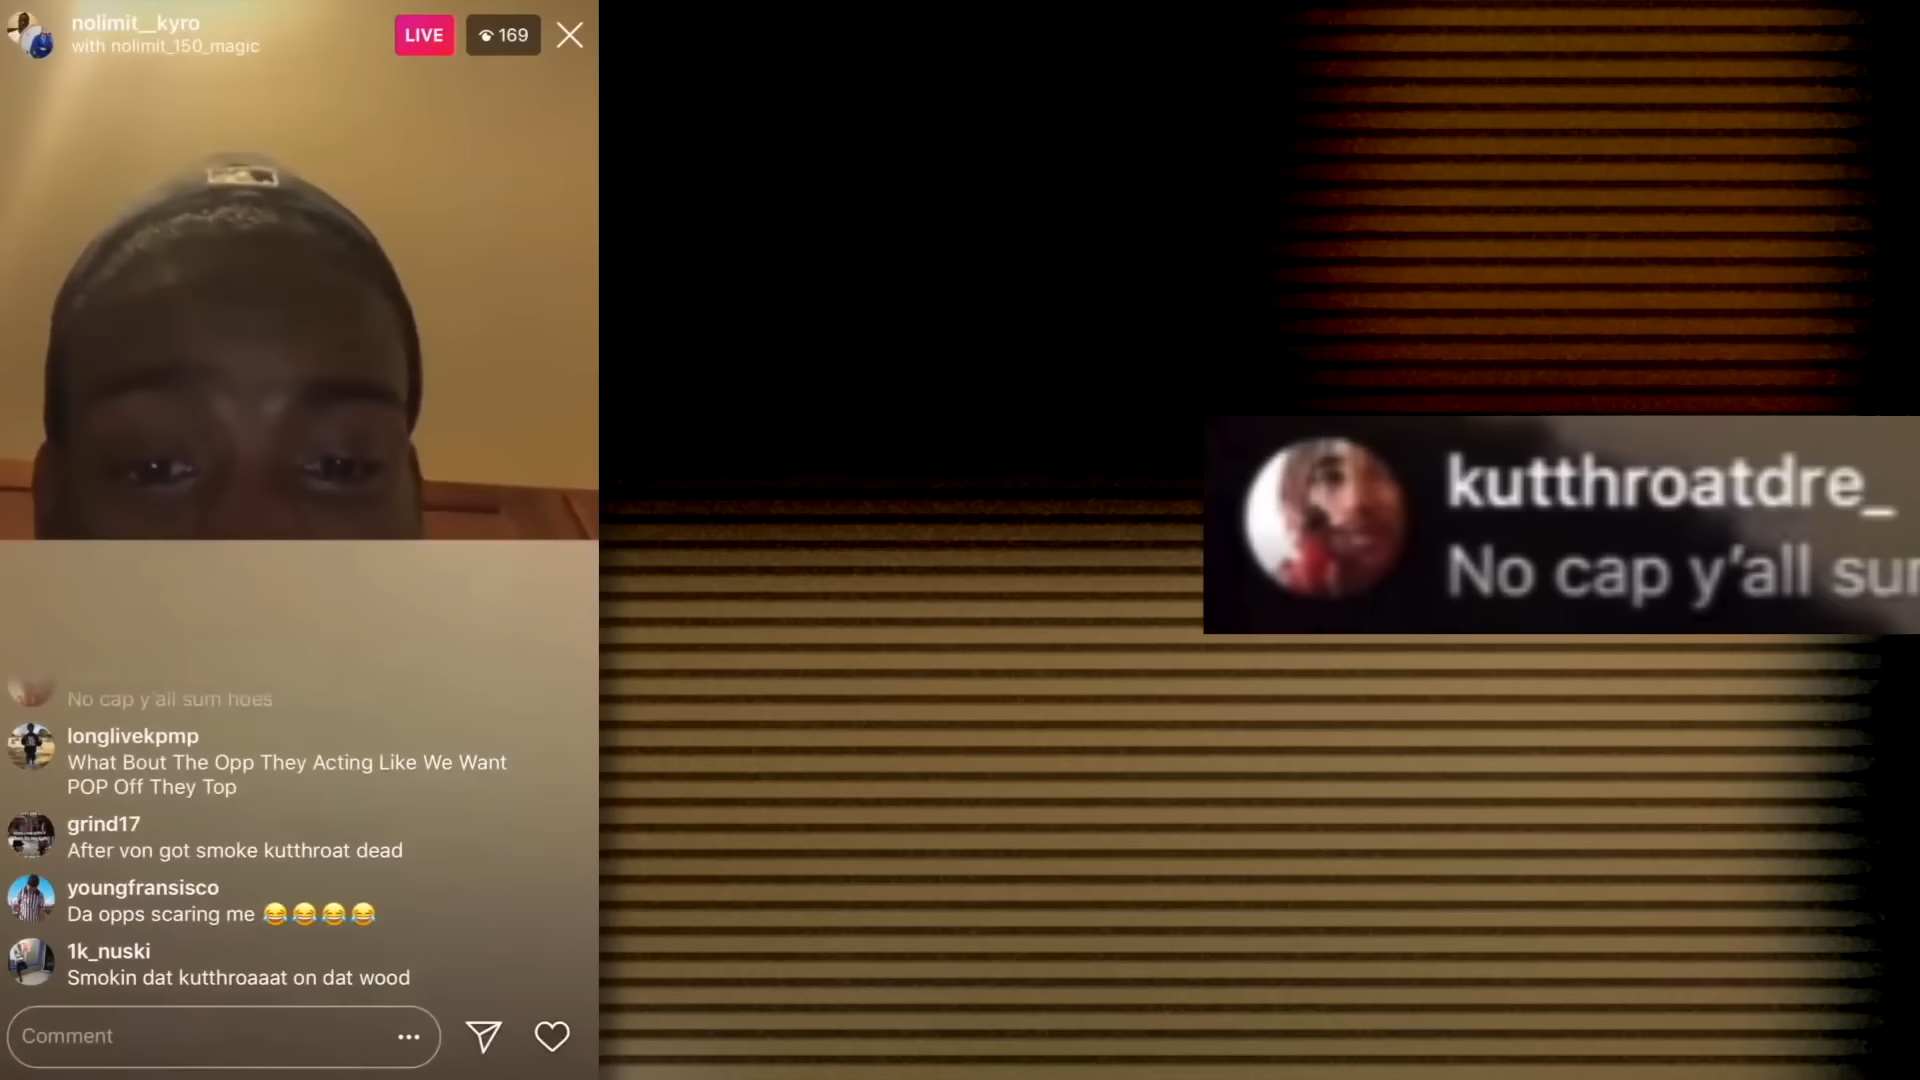 nolimit__kyro
with nolimit_150_magic
LIVE
169
No cap y'all sum hoes
longlivekpmp
What Bout The Opp They Acting Like We Want
POP Off They Top
grind17
After von got smoke kutthroat dead
youngfransisco
Da opps scaring me 😂😂😂😂
1k_nuski
Smokin dat kutthroaaat on dat wood
Comment
kutthroatdre_
No cap y'all sum